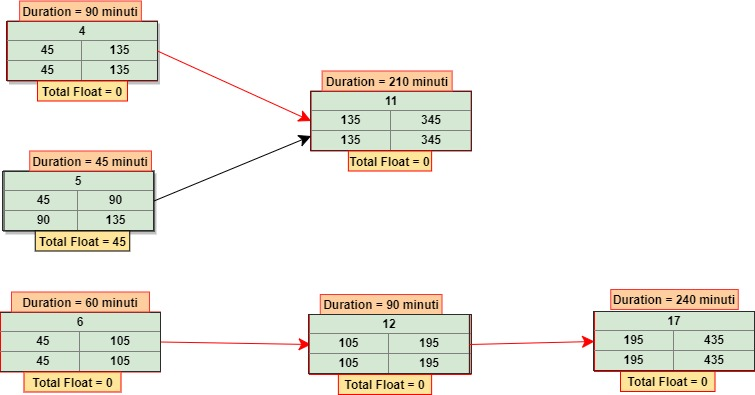 Duration = 90 minuti
4
45 135
45 135
Total Float = 0
Duration = 210 minuti
11
135 345
135 345
Total Float = 0
Duration = 45 minuti
5
45 90
90 135
Total Float = 45
Duration = 60 minuti
6
45 105
45 105
Total Float = 0
Duration = 90 minuti
12
105 195
105 195
Total Float = 0
Duration = 240 minuti
17
195 435
195 435
Total Float = 0